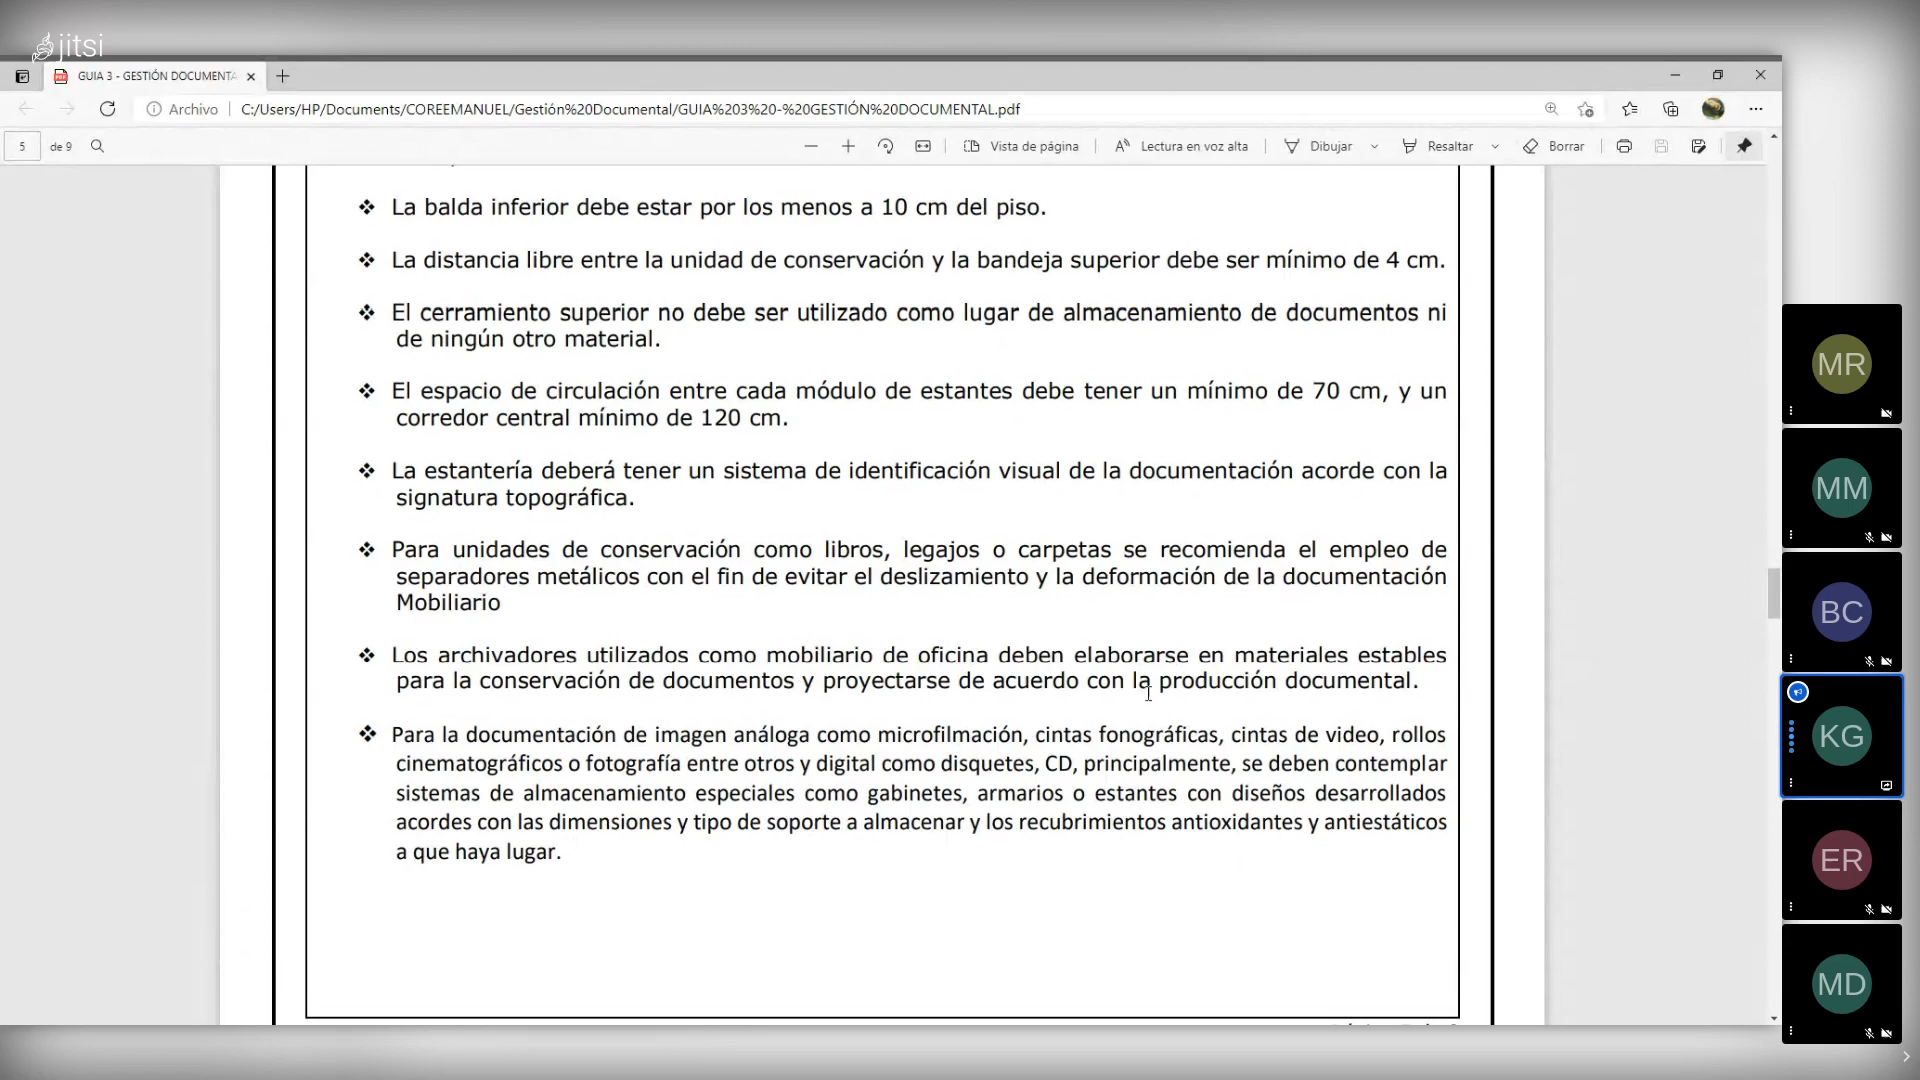 jitsi
GUIA 3 - GESTIÓN DOCUMENTA
Archivo
C:/Users/HP/Documents/COREEMANUEL/Gestión%20Documental/GUIA%203%20-%20GESTIÓN%20DOCUMENTAL.pdf
5 de 9
Vista de página
Lectura en voz alta
Dibujar
Resaltar
Borrar
❖ La balda inferior debe estar por los menos a 10 cm del piso.
❖ La distancia libre entre la unidad de conservación y la bandeja superior debe ser mínimo de 4 cm.
❖ El cerramiento superior no debe ser utilizado como lugar de almacenamiento de documentos ni
de ningún otro material.
❖ El espacio de circulación entre cada módulo de estantes debe tener un mínimo de 70 cm, y un
corredor central mínimo de 120 cm.
❖ La estantería deberá tener un sistema de identificación visual de la documentación acorde con la
signatura topográfica.
❖ Para unidades de conservación como libros, legajos o carpetas se recomienda el empleo de
separadores metálicos con el fin de evitar el deslizamiento y la deformación de la documentación
Mobiliario
❖ Los archivadores utilizados como mobiliario de oficina deben elaborarse en materiales estables
para la conservación de documentos y proyectarse de acuerdo con la producción documental.
❖ Para la documentación de imagen análoga como microfilmación, cintas fonográficas, cintas de video, rollos
cinematográficos o fotografía entre otros y digital como disquetes, CD, principalmente, se deben contemplar
sistemas de almacenamiento especiales como gabinetes, armarios o estantes con diseños desarrollados
acordes con las dimensiones y tipo de soporte a almacenar y los recubrimientos antioxidantes y antiestáticos
a que haya lugar.
MR
MM
BC
KG
ER
MD